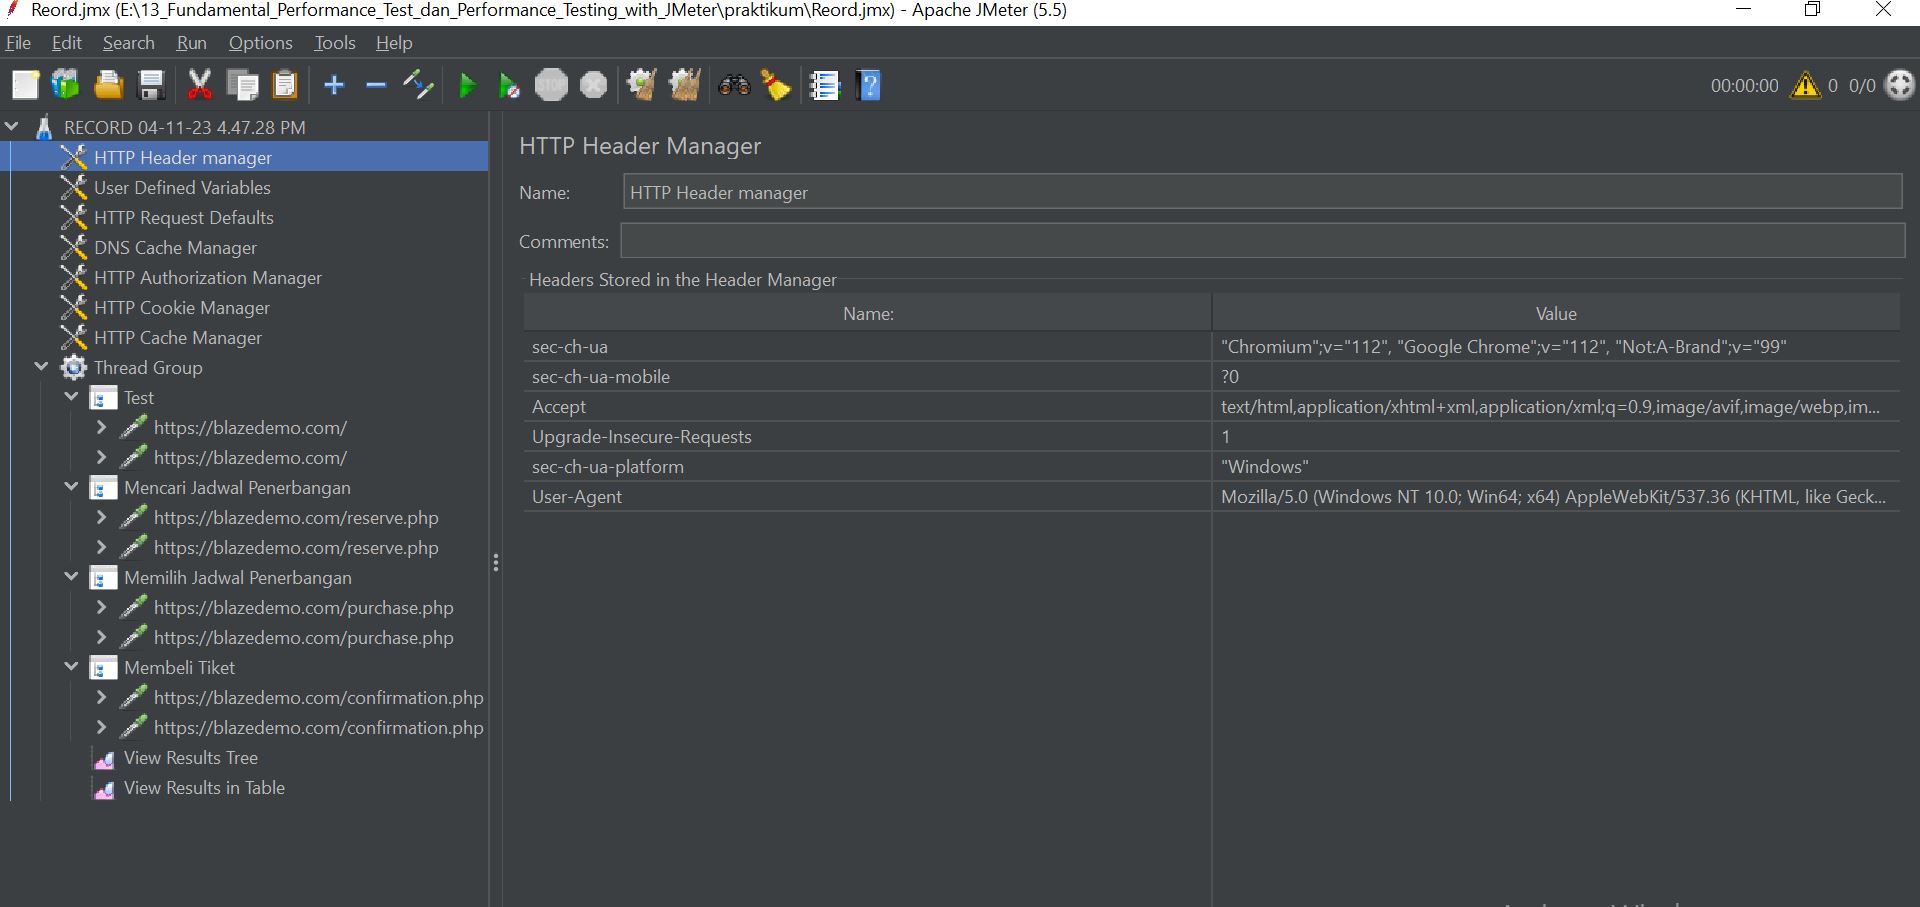 Reord.jmx (E:\13_Fundamental_Performance_Test_dan_Performance_Testing_with_JMeter\praktikum\Reord.jmx) - Apache JMeter (5.5)
File Edit Search Run Options Tools Help
STOP 00:00:00 0 0/0
RECORD 04-11-23 4.47.28 PM
HTTP Header manager
User Defined Variables
HTTP Request Defaults
DNS Cache Manager
HTTP Authorization Manager
HTTP Cookie Manager
HTTP Cache Manager
Thread Group
Test
https://blazedemo.com/
https://blazedemo.com/
Mencari Jadwal Penerbangan
https://blazedemo.com/reserve.php
https://blazedemo.com/reserve.php
Memilih Jadwal Penerbangan
https://blazedemo.com/purchase.php
https://blazedemo.com/purchase.php
Membeli Tiket
https://blazedemo.com/confirmation.php
https://blazedemo.com/confirmation.php
View Results Tree
View Results in Table
HTTP Header Manager
Name: HTTP Header manager
Comments:
Headers Stored in the Header Manager
Name: Value
sec-ch-ua "Chromium";v="112", "Google Chrome";v="112", "Not:A-Brand";v="99"
sec-ch-ua-mobile ?0
Accept text/html,application/xhtml+xml,application/xml;q=0.9,image/avif,image/webp,im...
Upgrade-Insecure-Requests 1
sec-ch-ua-platform "Windows"
User-Agent Mozilla/5.0 (Windows NT 10.0; Win64; x64) AppleWebKit/537.36 (KHTML, like Geck...